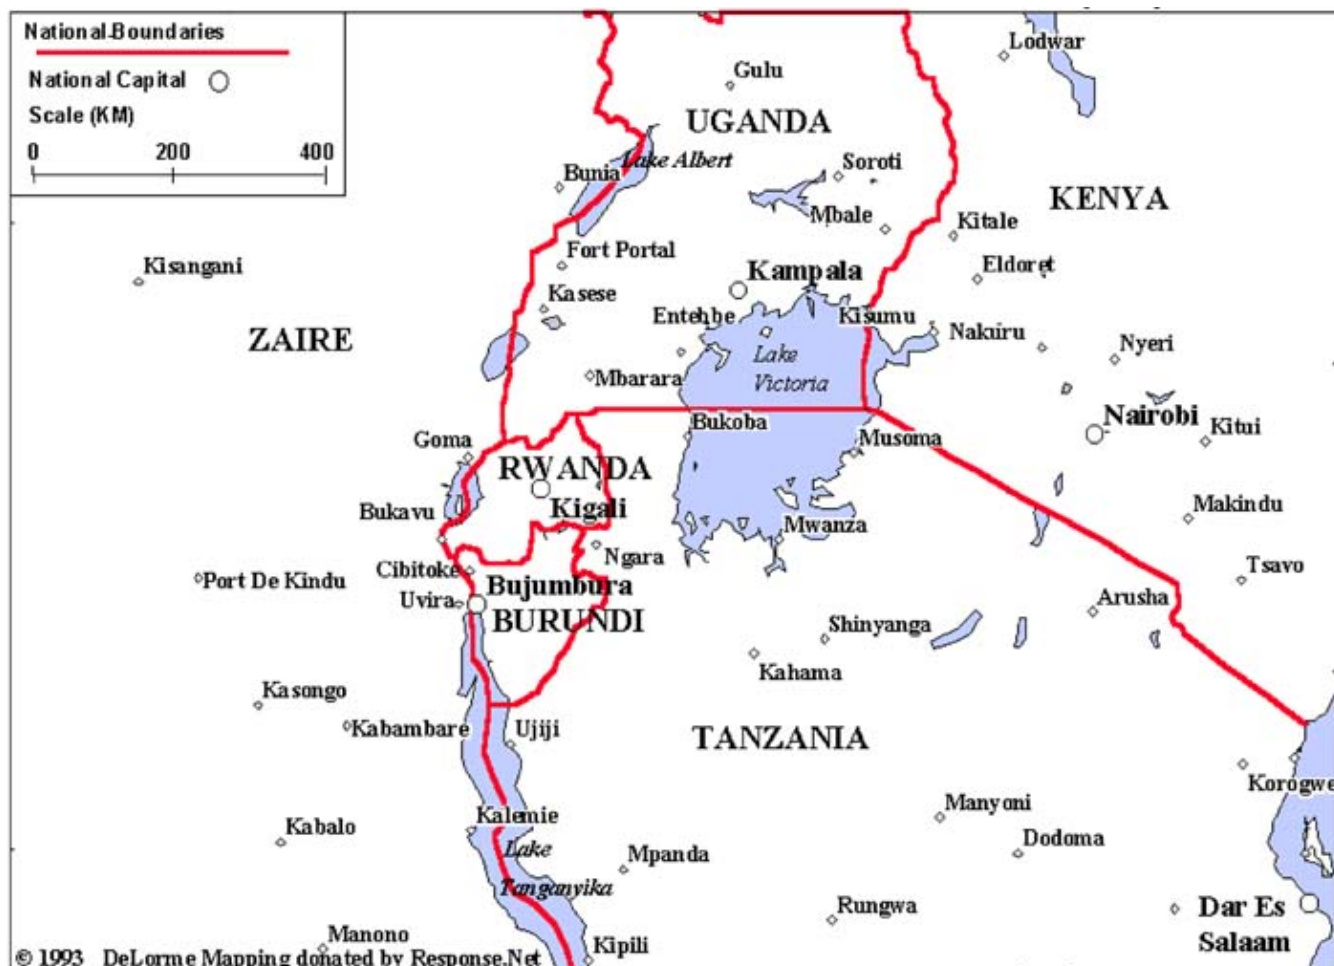 National Boundaries
National Capital
Scale (KM)
0 200 400
Lodwar
Gulu
UGANDA
Lake Albert
Bunia
Soroti
KENYA
Mbale
Kitale
Kisangani
Fort Portal
Kampala
Eldoret
Kasese
Entebbe
Kisumu
ZAIRE
Nakuru
Nyeri
Lake
Victoria
Mbarara
Bukoba
Nairobi
Goma
Musoma
Kitui
RWANDA
Kigali
Bukavu
Mwanza
Makindu
Ngara
Cibitoke
Port De Kindu
Bujumbura
Tsavo
Uvira
Arusha
BURUNDI
Shinyanga
Kahama
Kasongo
Kabambare
Ujiji
TANZANIA
Korogwe
Manyoni
Kalemie
Kabalo
Dodoma
Lake
Tanganyika
Mpanda
Rungwa
Dar Es
Salaam
Manono
Kipili
© 1993 DeLorme Mapping donated by Response.Net